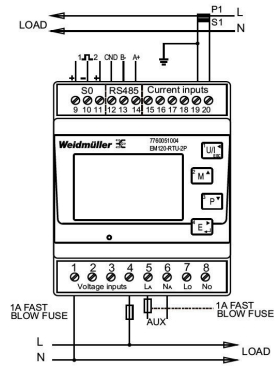 P1 L
S1
LOAD N
1 2 GND B- A+
+ - +
S0 RS485 Current inputs
9 10 11 12 13 14 15 16 17 18 19 20
Weidmüller 7760051004
EM120-RTU-2P
U/I
ESC
M
P
E
1 2 3 4 5 6 7 8
Voltage inputs LA NA Lo No
1A FAST
BLOW FUSE
AUX
1A FAST
BLOW FUSE
L
N
LOAD